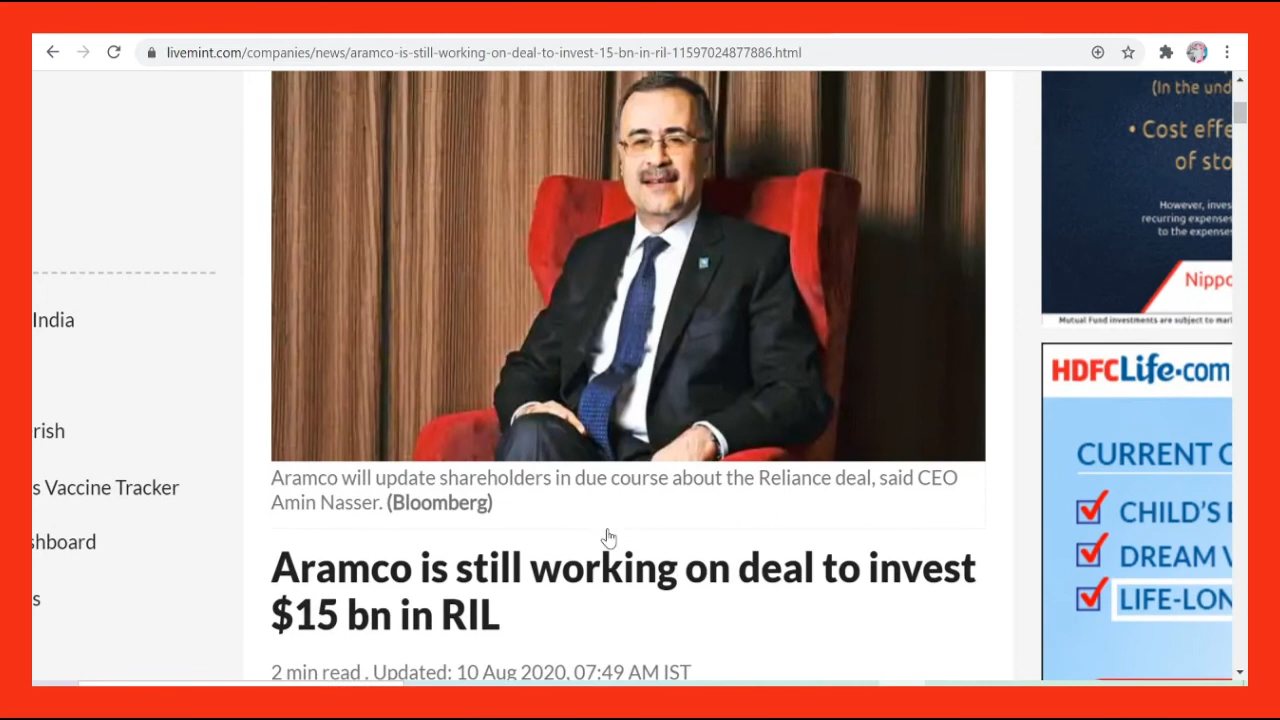 livemint.com/companies/news/aramco-is-still-working-on-deal-to-invest-15-bn-in-ril-11597024877886.html
India
rish
s Vaccine Tracker
hboard
s
Aramco will update shareholders in due course about the Reliance deal, said CEO
Amin Nasser. (Bloomberg)
Aramco is still working on deal to invest
$15 bn in RIL
2 min read . Updated: 10 Aug 2020, 07:49 AM IST
(In the und
• Cost effe
of sto
However, inves
recurring expenses
to the expense
Nippo
Mutual Fund investments are subject to mar
HDFCLife.com
CURRENT C
CHILD'S
DREAM
LIFE-LON